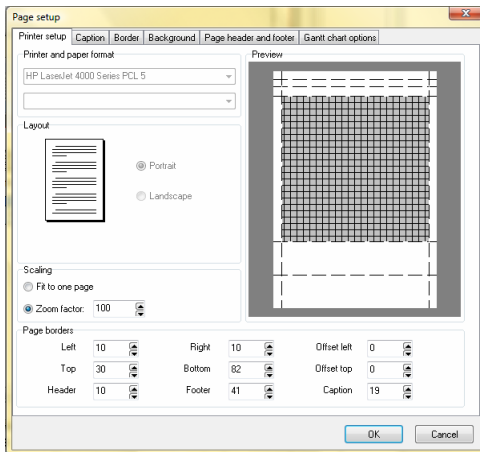 Page setup
Printer setup Caption Border Background Page header and footer Gantt chart options
Printer and paper format
HP LaserJet 4000 Series PCL 5
Preview
Layout
Portrait
Landscape
Scaling
Fit to one page
Zoom factor: 100
Page borders
Left 10 Right 10 Offset left 0
Top 30 Bottom 82 Offset top 0
Header 10 Footer 41 Caption 19
OK Cancel